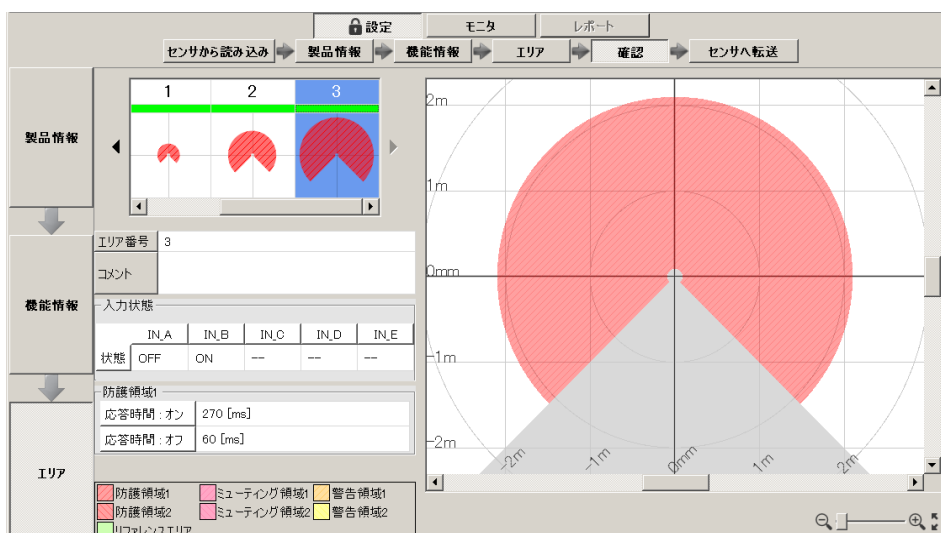 設定 モニタ レポート
センサから読み込み 製品情報 機能情報 エリア 確認 センサへ転送
製品情報
機能情報
エリア
1 2 3
エリア番号 3
コメント
入力状態
IN_A IN_B IN_C IN_D IN_E
状態 OFF ON -- -- --
防護領域1
応答時間 : オン 270 [ms]
応答時間 : オフ 60 [ms]
防護領域1 ミューティング領域1 警告領域1
防護領域2 ミューティング領域2 警告領域2
リファレンスエリア
2m
1m
0mm
-1m
-2m
-2m -1m 0mm 1m 2m